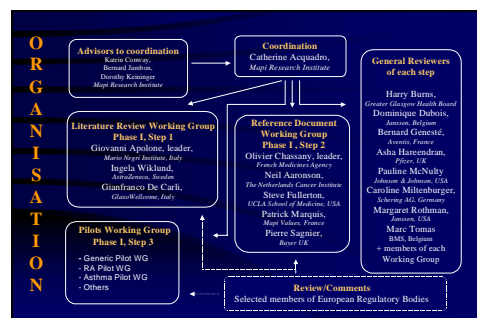 ORGANISATION
Advisors to coordination
Katrin Conway,
Bernard Jambon,
Dorothy Keininger
Mapi Research Institute
Coordination
Catherine Acquadro,
Mapi Research Institute
General Reviewers
of each step
Harry Burns,
Greater Glasgow Health Board
Dominique Dubois,
Janssen, Belgium
Bernard Genesté,
Aventis, France
Asha Hareendran,
Pfizer, UK
Pauline McNulty
Johnson & Johnson, USA
Caroline Miltenburger,
Schering AG, Germany
Margaret Rothman,
Janssen, USA
Marc Tomas
BMS, Belgium
+ members of each
Working Group
Literature Review Working Group
Phase I, Step 1
Giovanni Apolone, leader,
Mario Negri Institute, Italy
Ingela Wiklund,
AstraZeneca, Sweden
Gianfranco De Carli,
GlaxoWellcome, Italy
Reference Document
Working Group
Phase I , Step 2
Olivier Chassany, leader,
French Medicines Agency
Neil Aaronson,
The Netherlands Cancer Institute
Steve Fullerton,
UCLA School of Medicine, USA
Patrick Marquis,
Mapi Values, France
Pierre Sagnier,
Bayer UK
Pilots Working Group
Phase I, Step 3
- Generic Pilot WG
- RA Pilot WG
- Asthma Pilot WG
- Others
Review/Comments
Selected members of European Regulatory Bodies